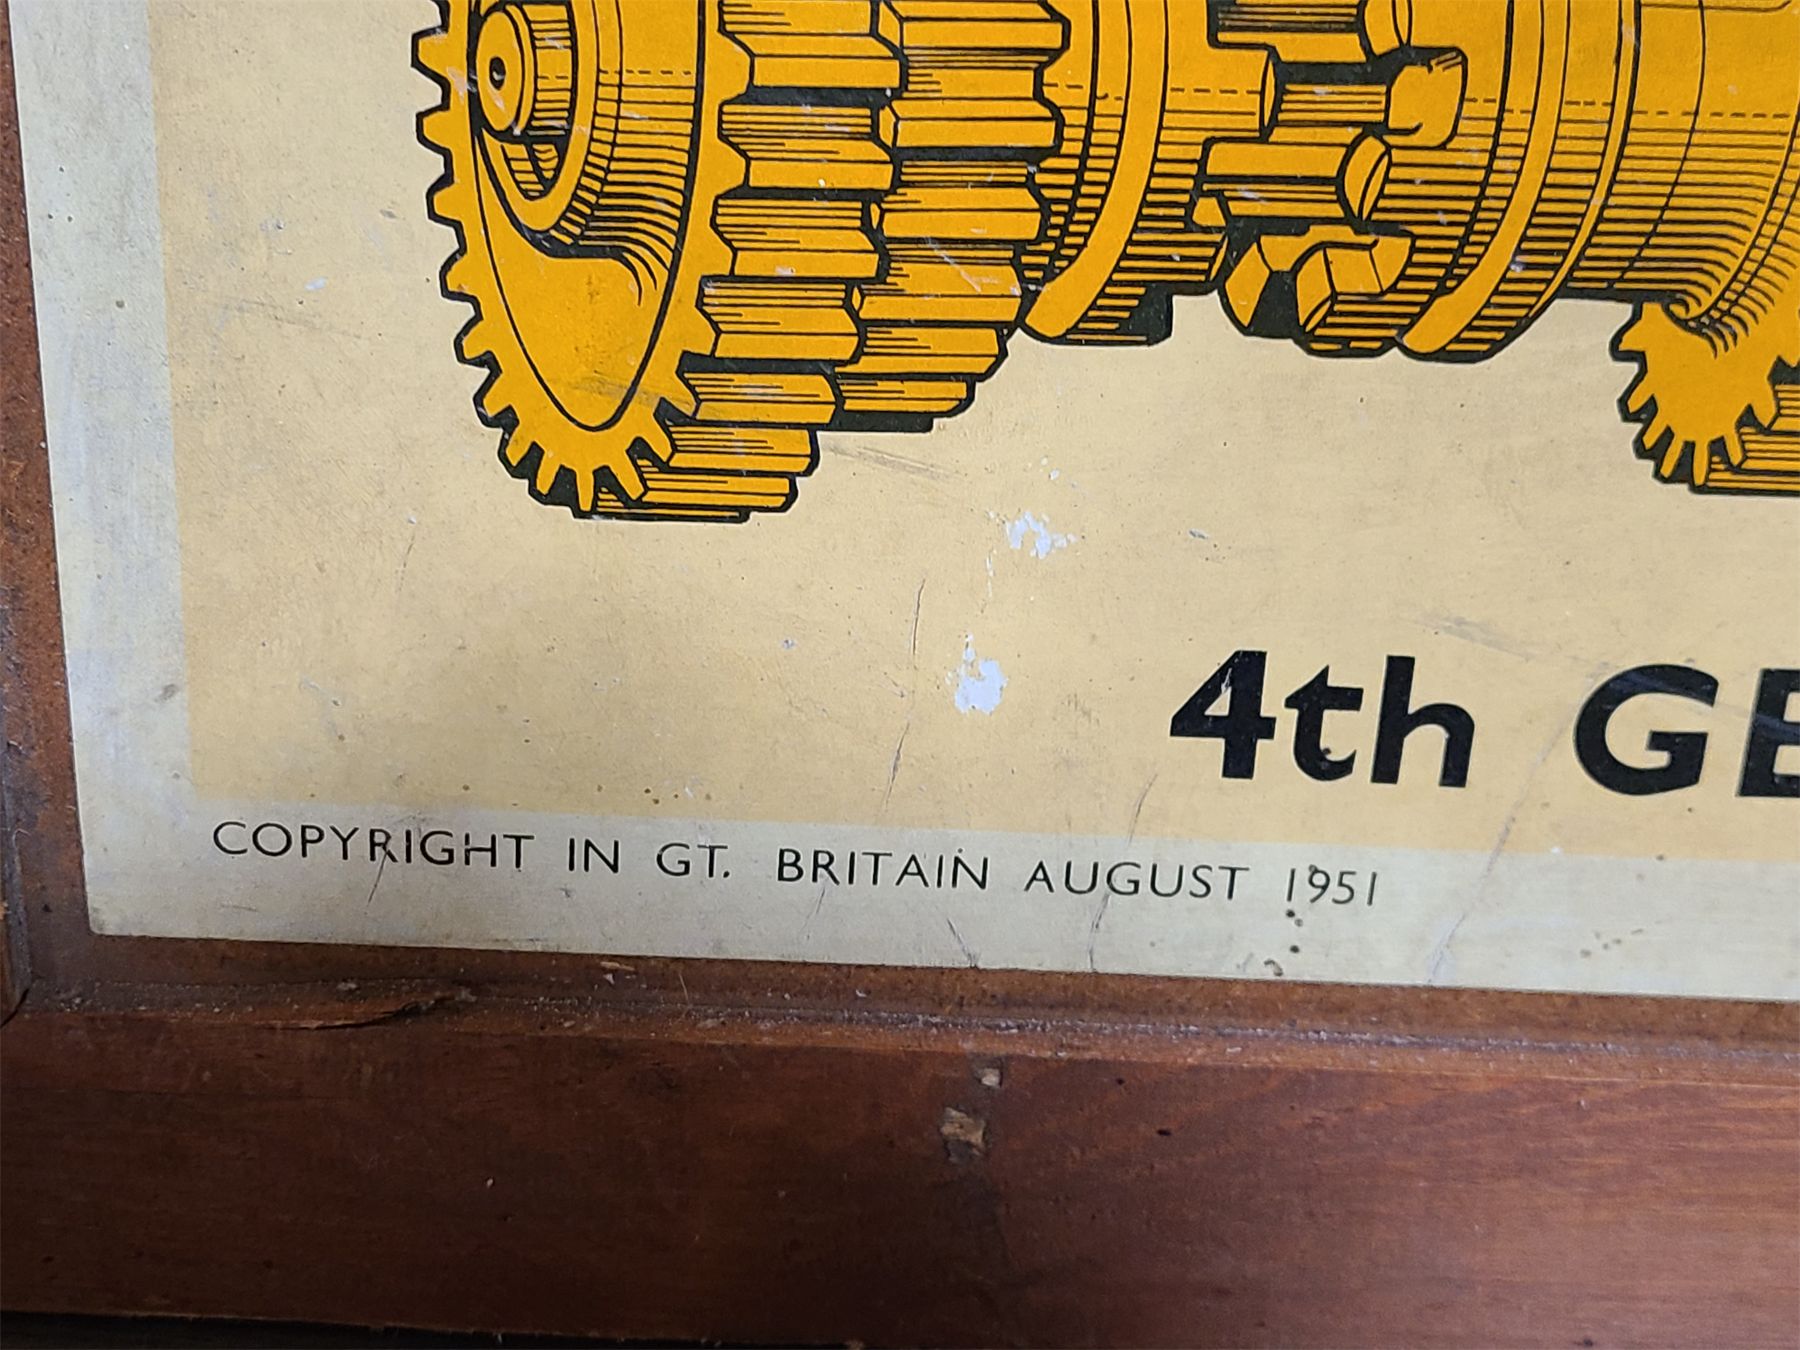 4th GE
COPYRIGHT IN GT. BRITAIN AUGUST 1951